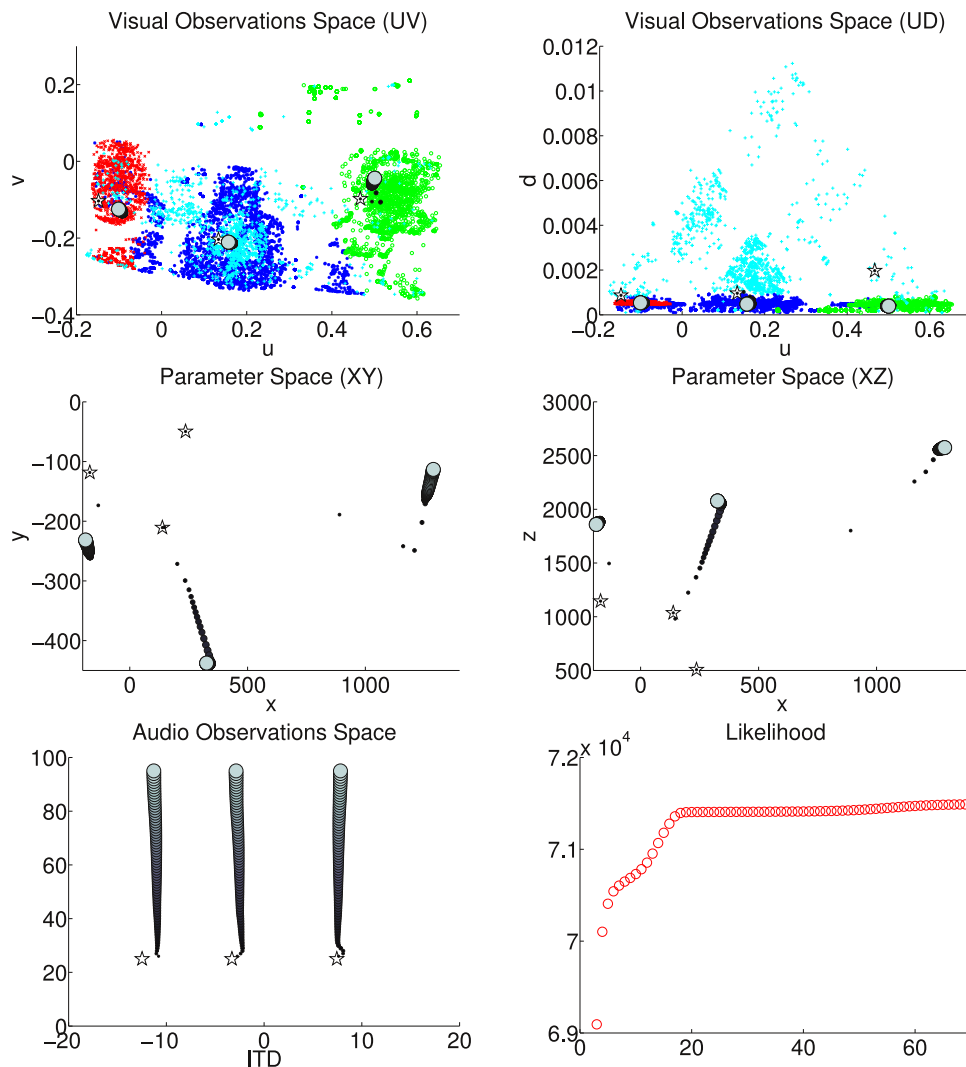 Visual Observations Space (UV)
0.2
0
−0.2
−0.4
v
−0.2 0 0.2 0.4 0.6
u
Visual Observations Space (UD)
0.012
0.01
0.008
0.006
0.004
0.002
0
d
−0.2 0 0.2 0.4 0.6
u
Parameter Space (XY)
0
−100
−200
−300
−400
y
0 500 1000
x
Parameter Space (XZ)
3000
2500
2000
1500
1000
500
z
0 500 1000
x
Audio Observations Space
100
80
60
40
20
0
−20 −10 0 10 20
ITD
Likelihood
x 10^4
7.2
7.1
7
6.9
0 20 40 60